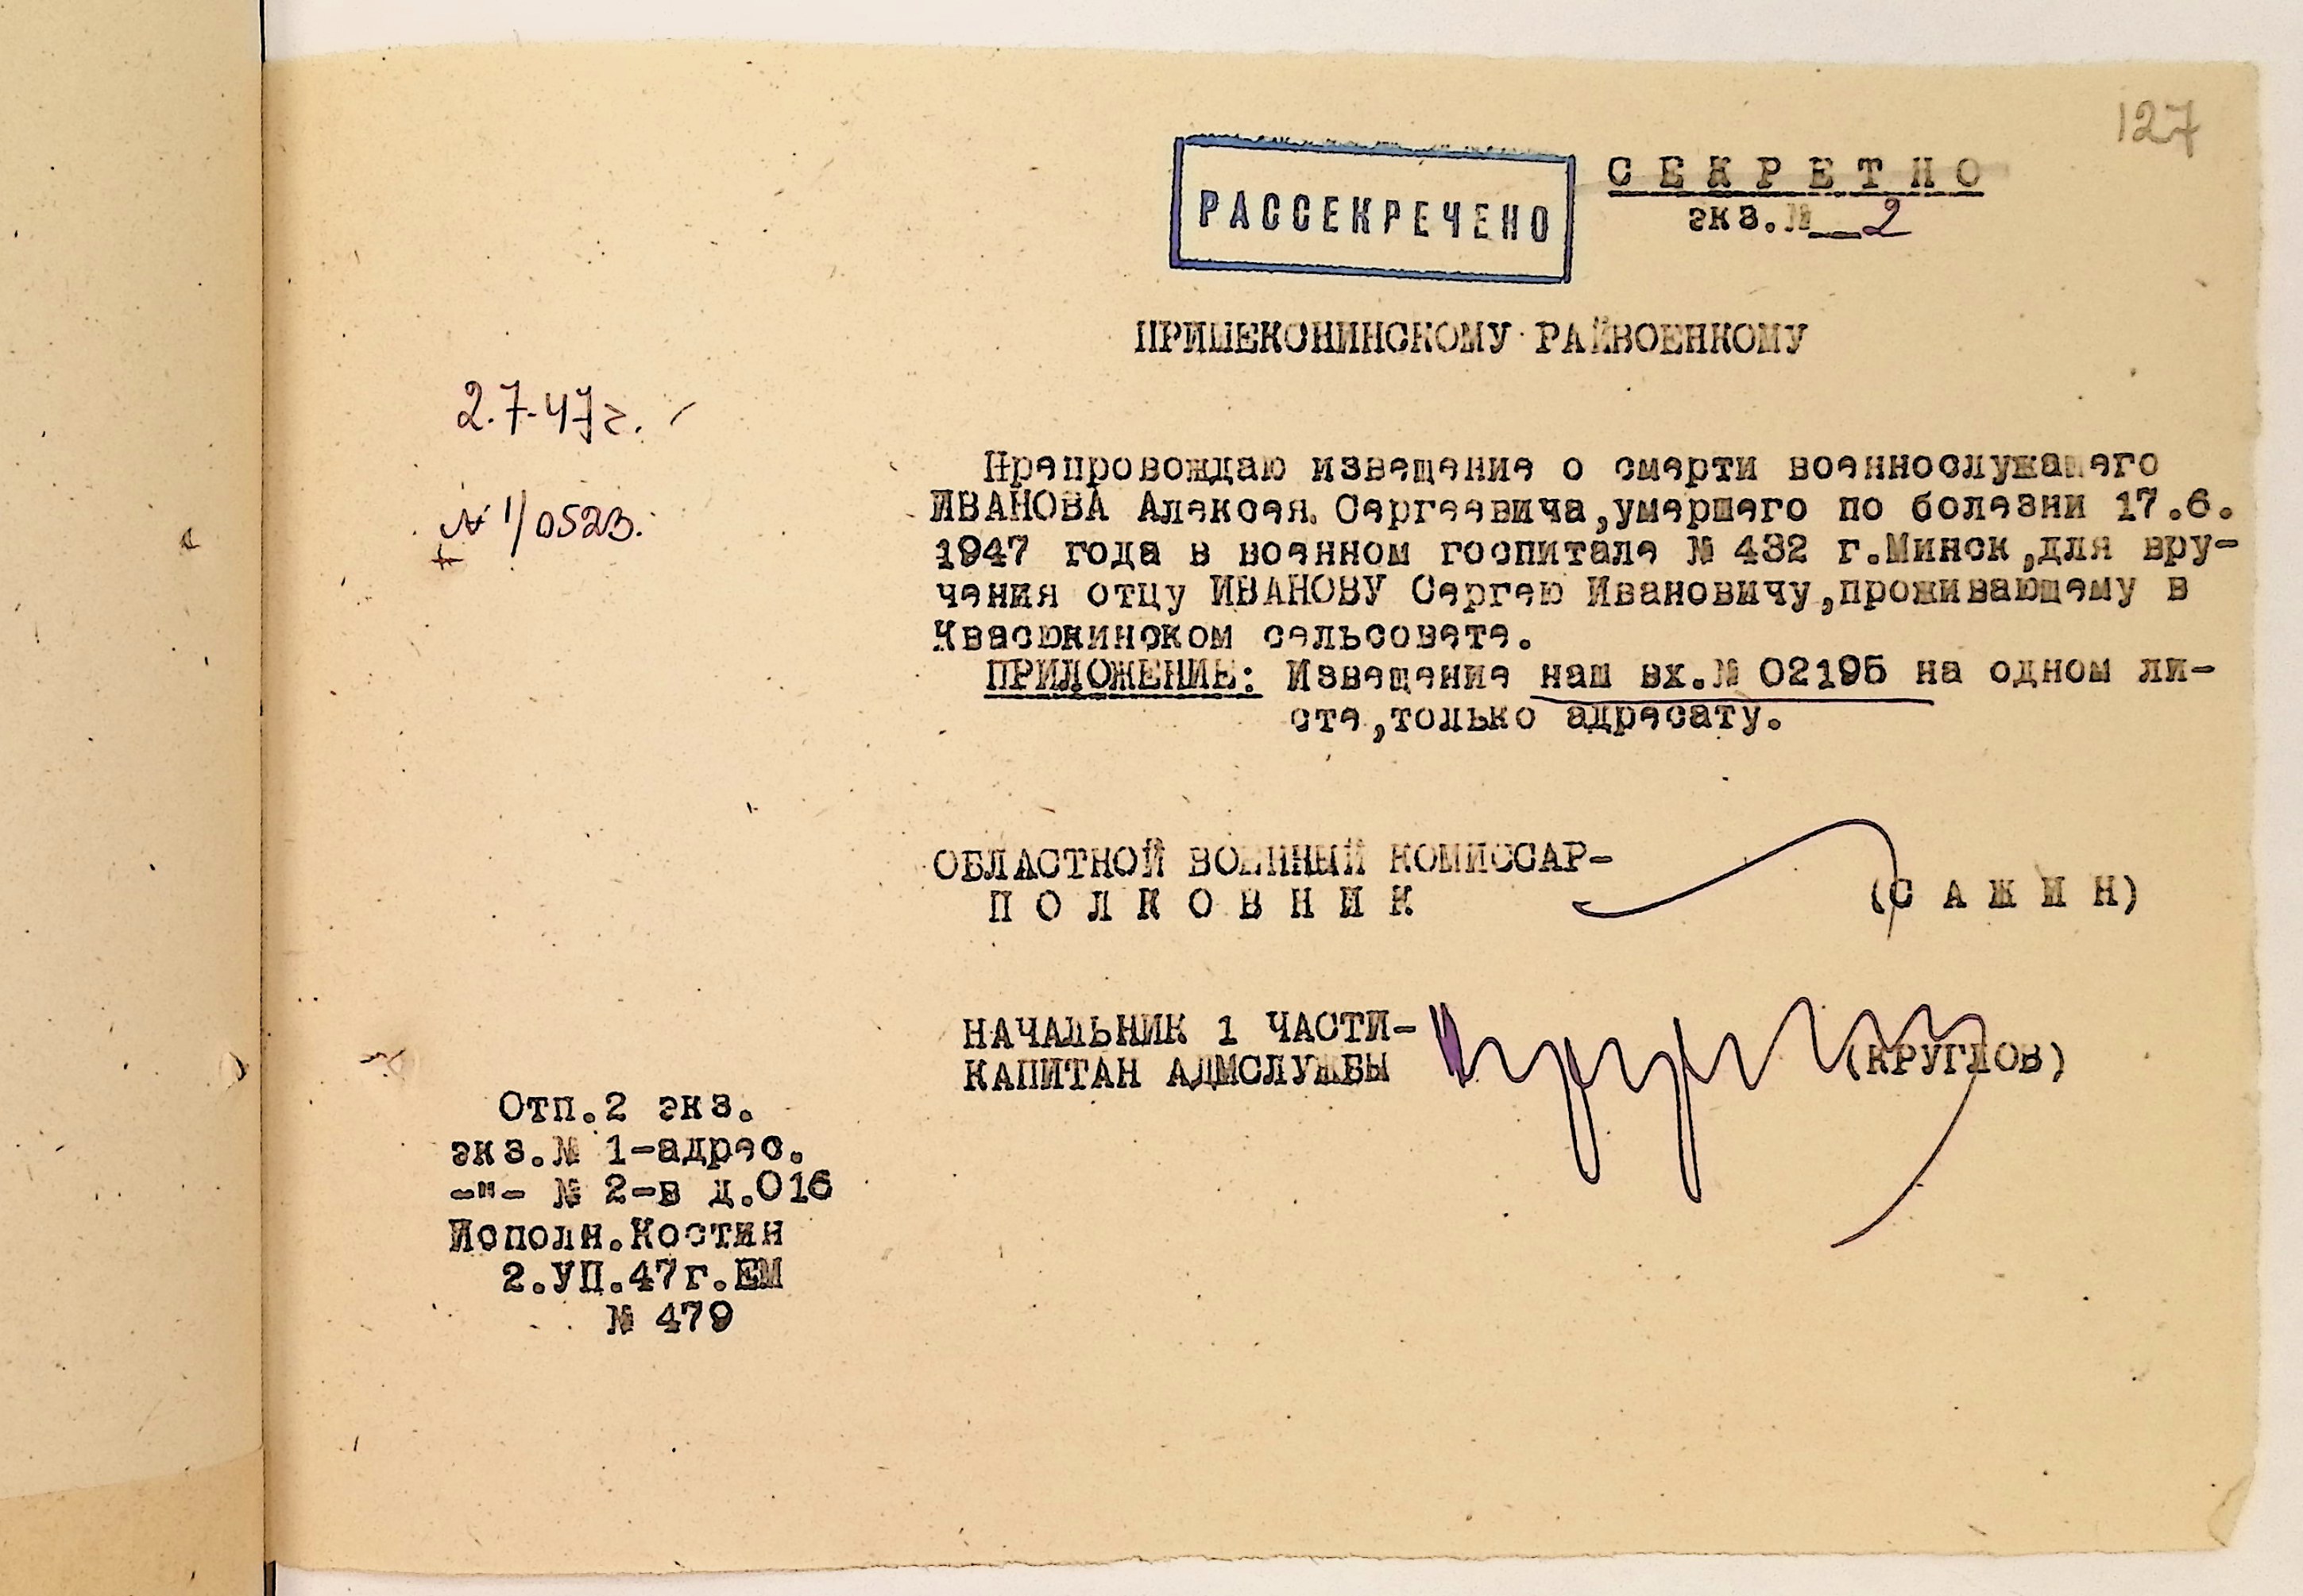 127
РАССЕКРЕЧЕНО
С Е К Р Е Т Н О
экз.№ 2
ПРИШЕКОНИНСКОМУ РАЙВОЕНКОМУ
2.7.47г.
№ 1/0523.
Препровождаю извещение о смерти военнослужащего
ИВАНОВА Алексея Сергеевича,умершего по болезни 17.6.
1947 года в военном госпитале № 432 г.Минск,для вру-
чения отцу ИВАНОВУ Сергею Ивановичу,проживающему в
Квасюнинском сельсовете.
ПРИЛОЖЕНИЕ: Извещение наш вх.№ 02195 на одном ли-
сте,только адресату.
ОБЛАСТНОЙ ВОЕННЫЙ КОМИССАР-
П О Л К О В Н И К (С А Ж И Н)
НАЧАЛЬНИК 1 ЧАСТИ-
КАПИТАН АДМСЛУЖБЫ (КРУГЛОВ)
Отп.2 экз.
экз.№ 1-адрес.
-"- № 2-в д.016
Исполн.Костин
2.УП.47г.ЕМ
№ 479